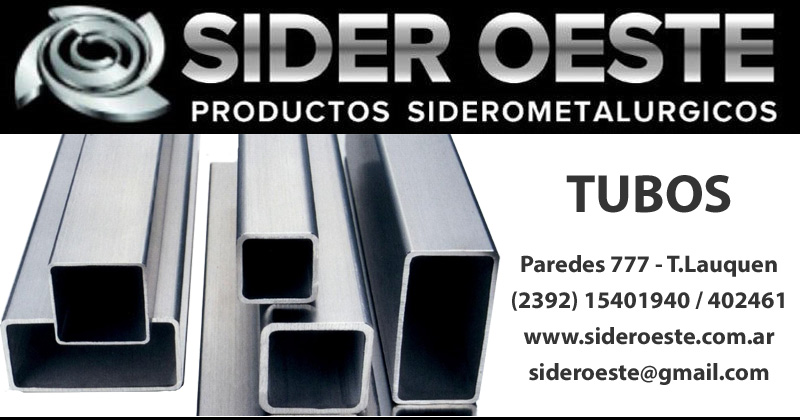 SIDER OESTE
PRODUCTOS SIDEROMETALURGICOS
TUBOS
Paredes 777 - T.Lauquen
(2392) 15401940 / 402461
www.sideroeste.com.ar
sideroeste@gmail.com